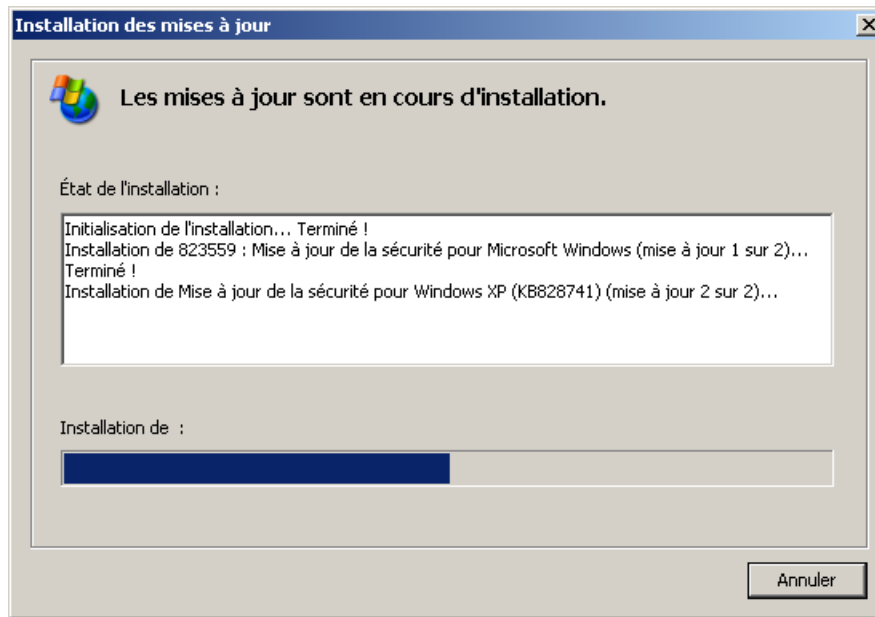 Installation des mises à jour
Les mises à jour sont en cours d'installation.
État de l'installation :
Initialisation de l'installation... Terminé !
Installation de 823559 : Mise à jour de la sécurité pour Microsoft Windows (mise à jour 1 sur 2)...
Terminé !
Installation de Mise à jour de la sécurité pour Windows XP (KB828741) (mise à jour 2 sur 2)...
Installation de  :
Annuler